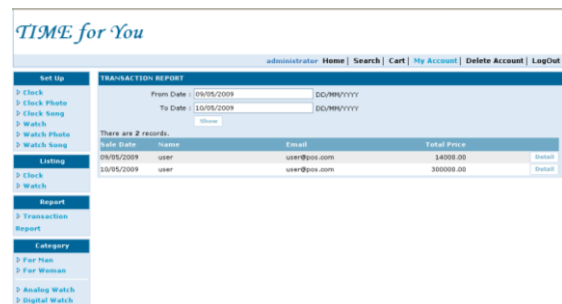 TIME for You
administrator Home | Search | Cart | My Account | Delete Account | LogOut
Set Up
Clock
Clock Photo
Clock Song
Watch
Watch Photo
Watch Song
Listing
Clock
Watch
Report
Transaction
Report
Category
For Man
For Woman
Analog Watch
Digital Watch
TRANSACTION REPORT
From Date : 09/05/2009 DD/MM/YYYY
To Date : 10/05/2009 DD/MM/YYYY
Show
There are 2 records.
Sale Date Name Email Total Price
09/05/2009 user user@pos.com 14000.00 Detail
10/05/2009 user user@pos.com 300000.00 Detail